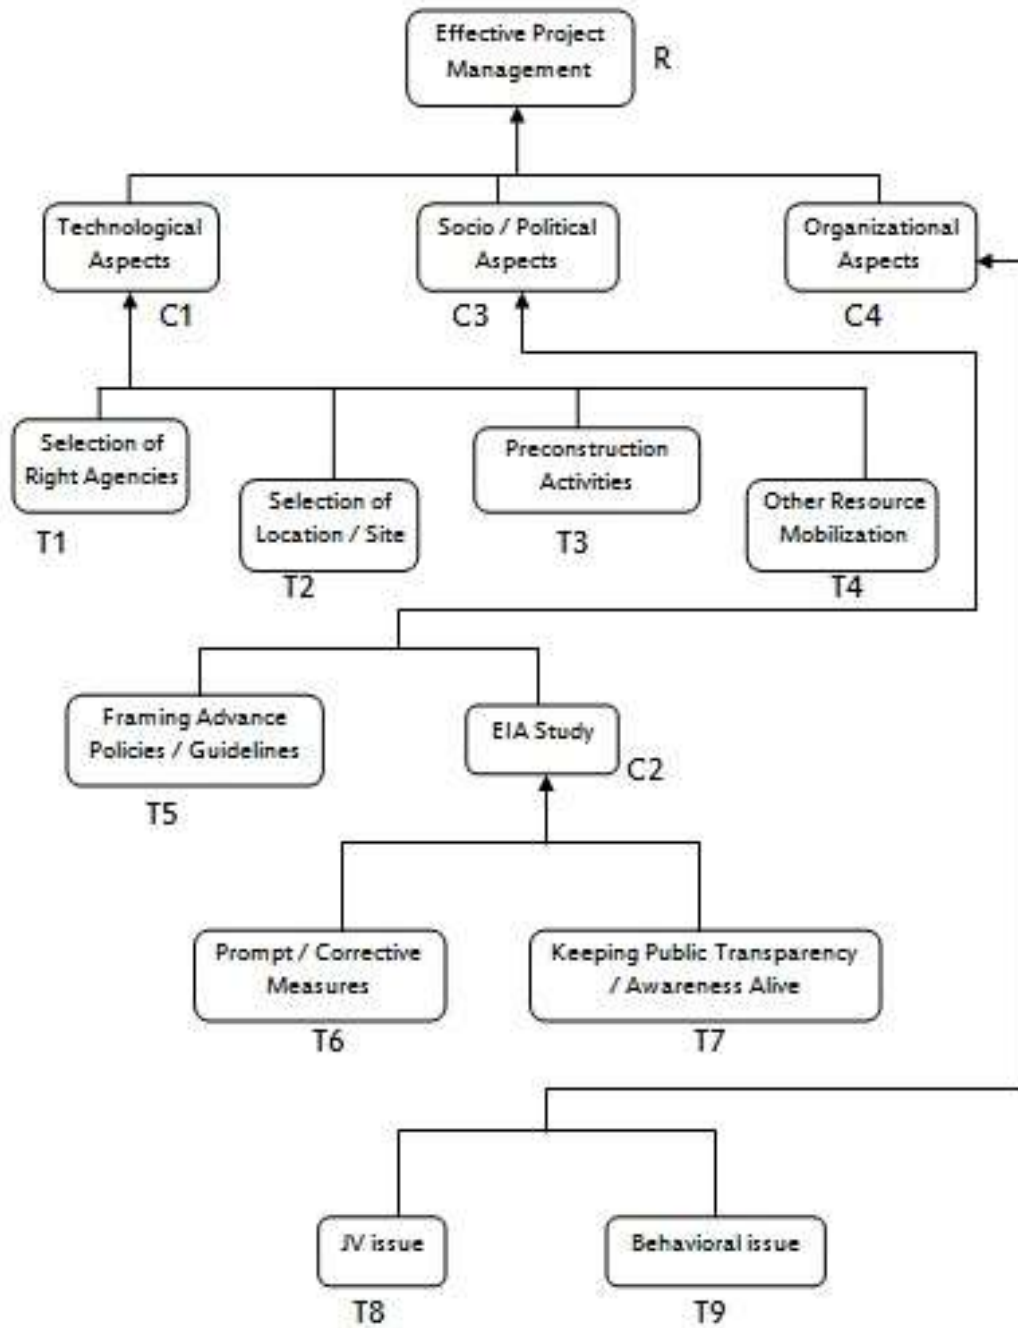 Effective Project
Management
R
Technological
Aspects
C1
Socio / Political
Aspects
C3
Organizational
Aspects
C4
Selection of
Right Agencies
T1
Selection of
Location / Site
T2
Preconstruction
Activities
T3
Other Resource
Mobilization
T4
Framing Advance
Policies / Guidelines
T5
EIA Study
C2
Prompt / Corrective
Measures
T6
Keeping Public Transparency
/ Awareness Alive
T7
JV issue
T8
Behavioral issue
T9